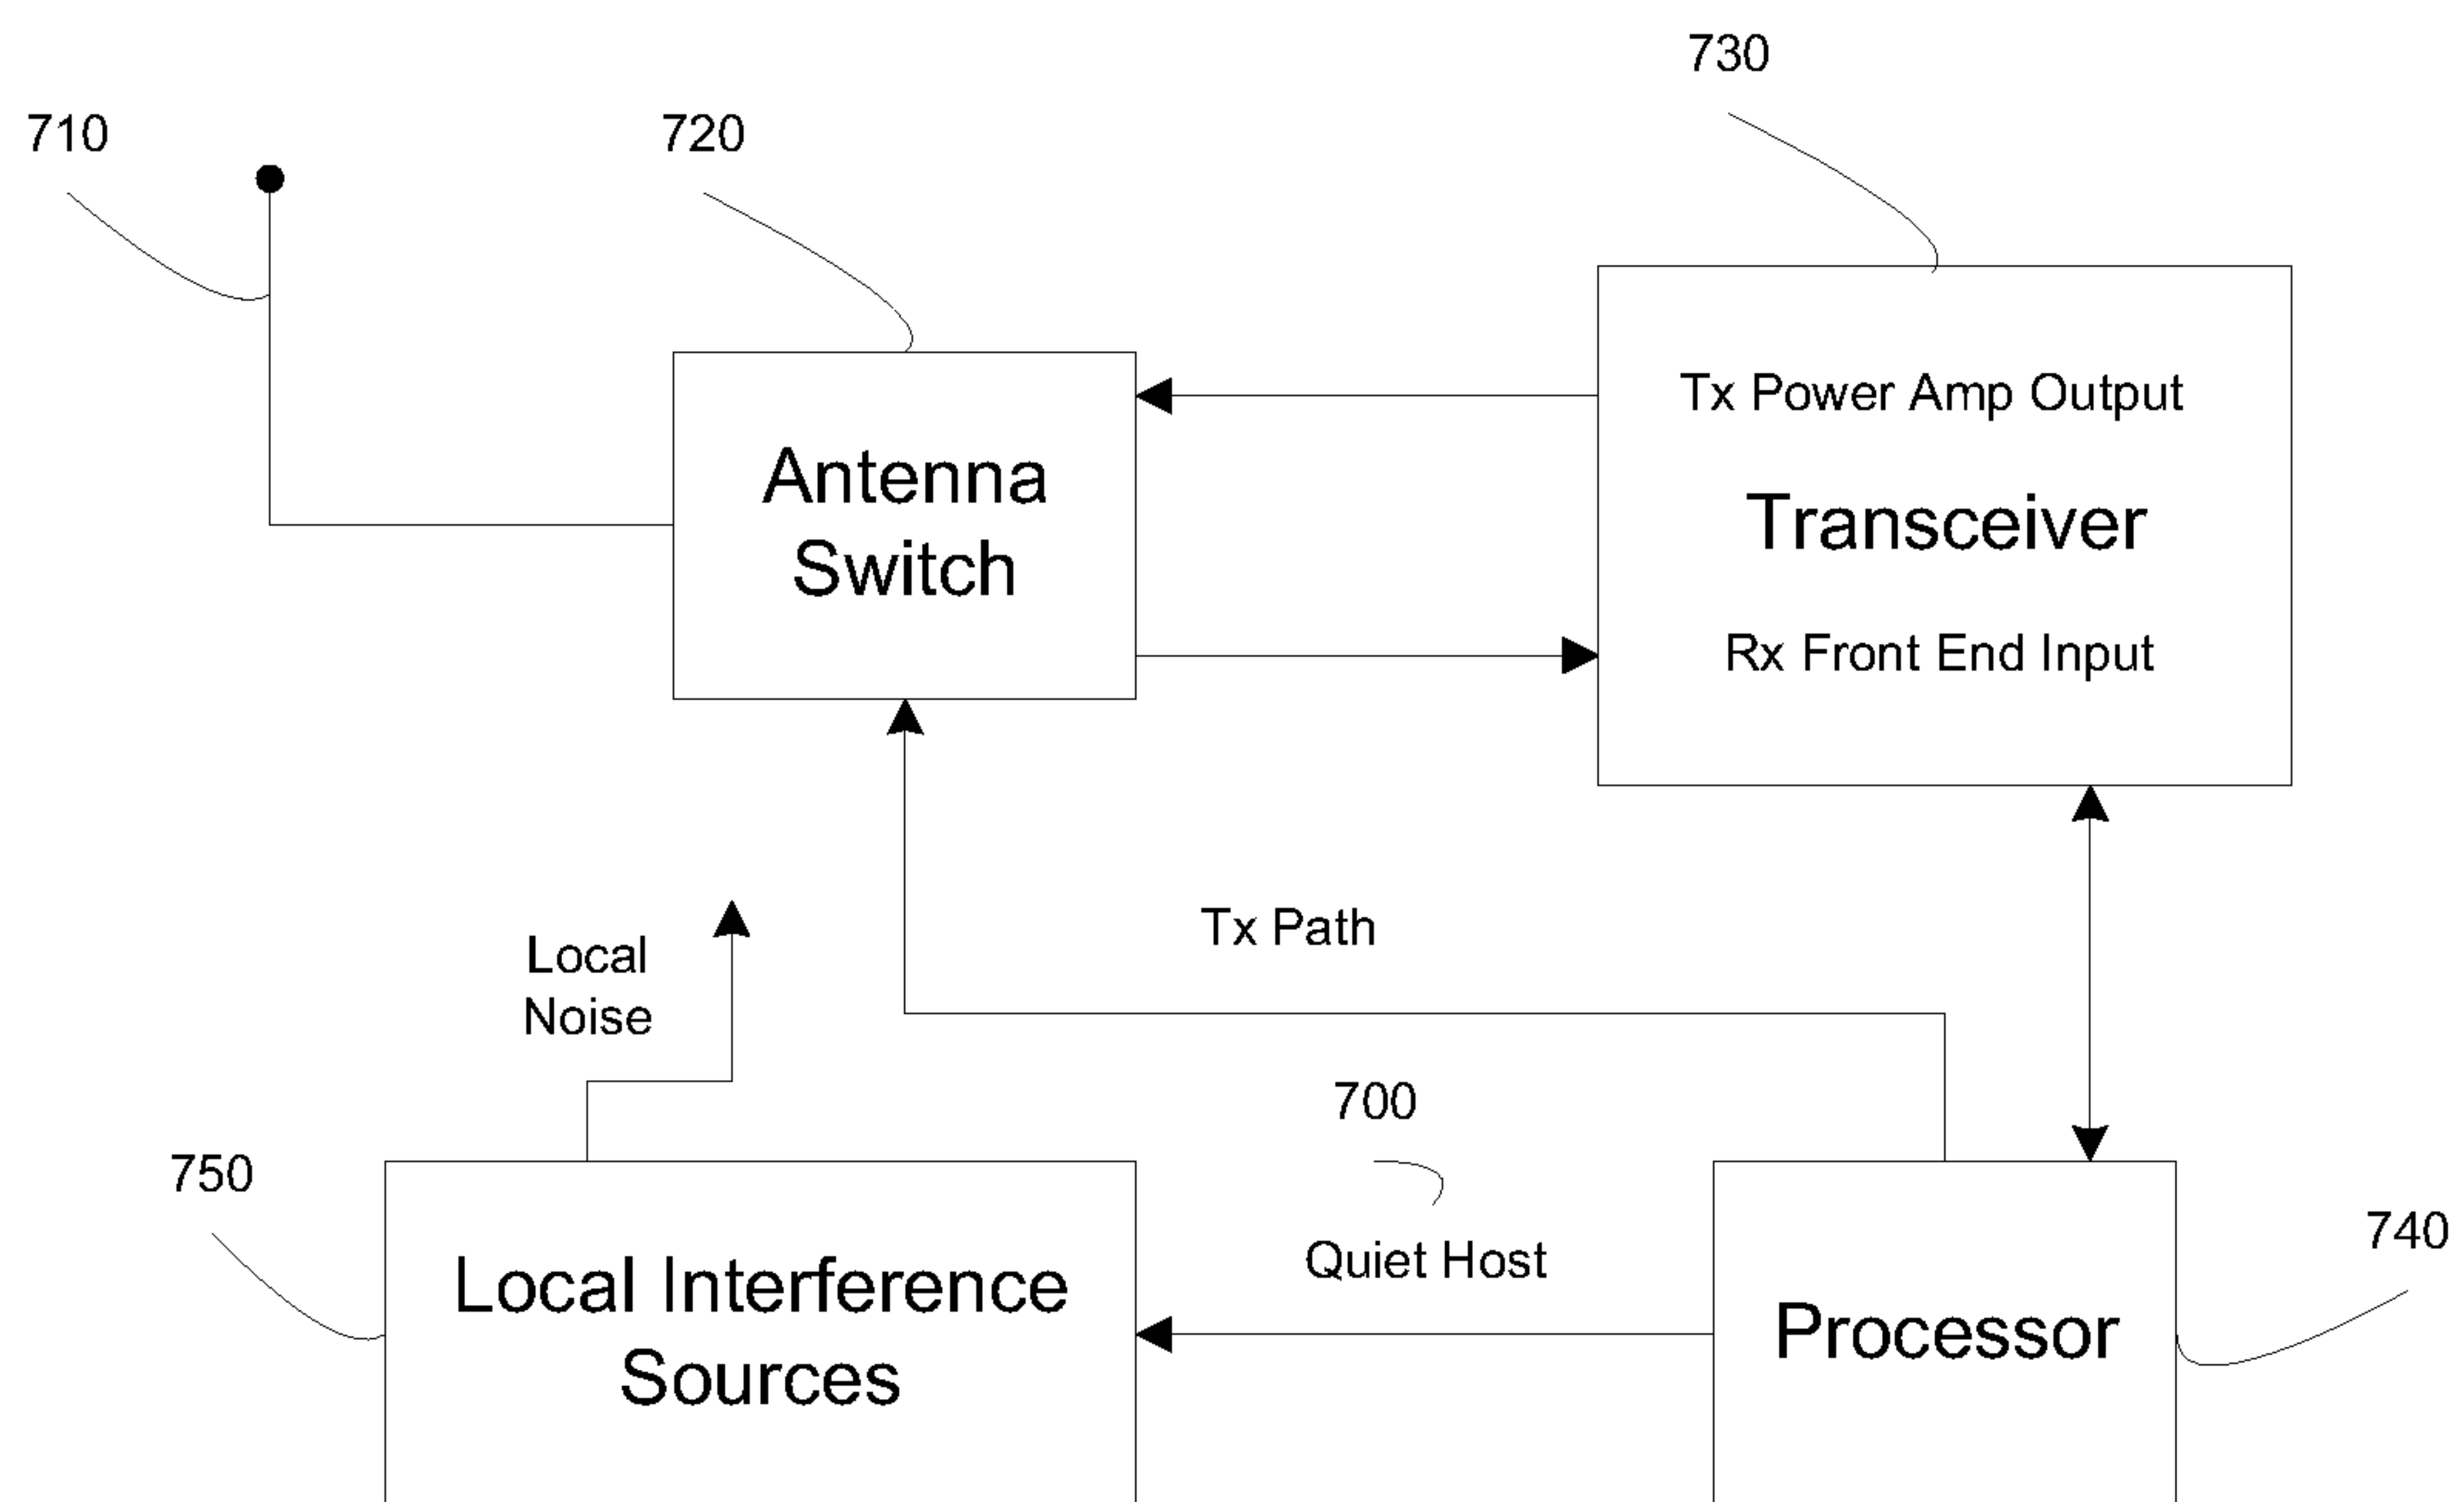 730
710
720
Tx Power Amp Output
Antenna
Switch
Transceiver
Rx Front End Input
Tx Path
Local
Noise
700
750
740
Quiet Host
Local Interference
Sources
Processor